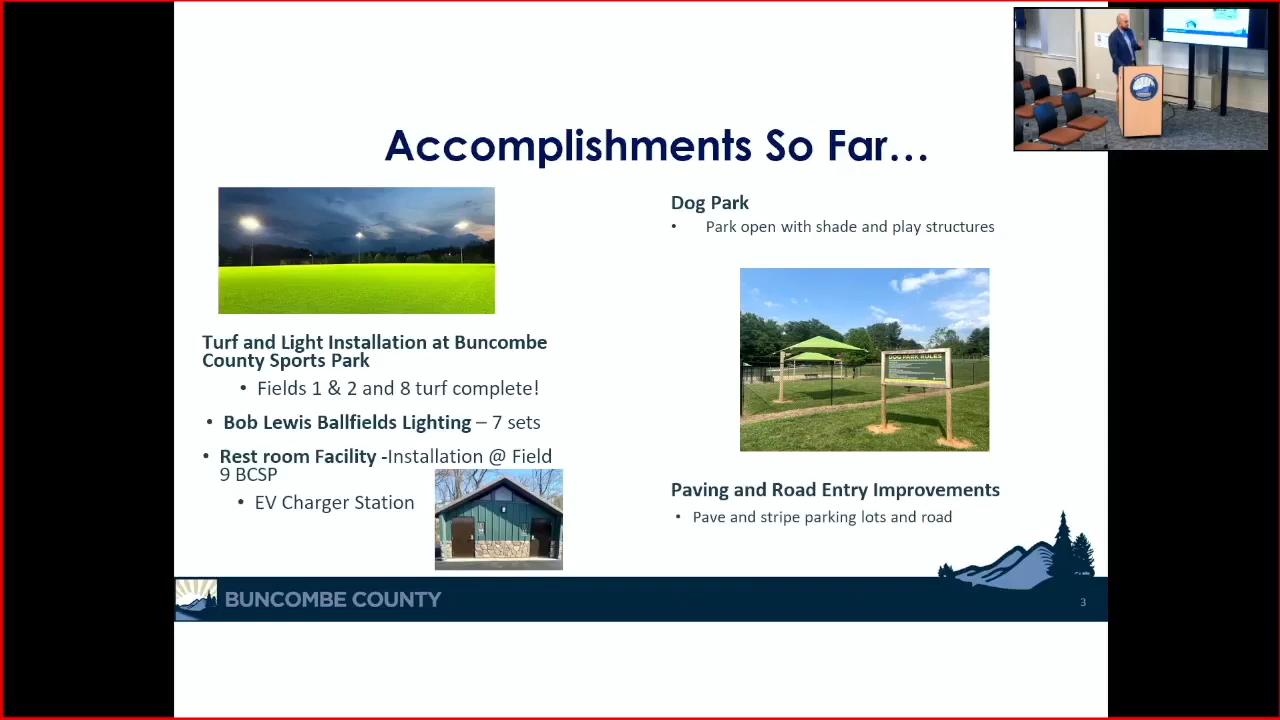 Accomplishments So Far...
Turf and Light Installation at Buncombe
County Sports Park
• Fields 1 & 2 and 8 turf complete!
• Bob Lewis Ballfields Lighting – 7 sets
• Rest room Facility -Installation @ Field
9 BCSP
• EV Charger Station
Dog Park
• Park open with shade and play structures
DOG PARK RULES
Paving and Road Entry Improvements
• Pave and stripe parking lots and road
BUNCOMBE COUNTY
3